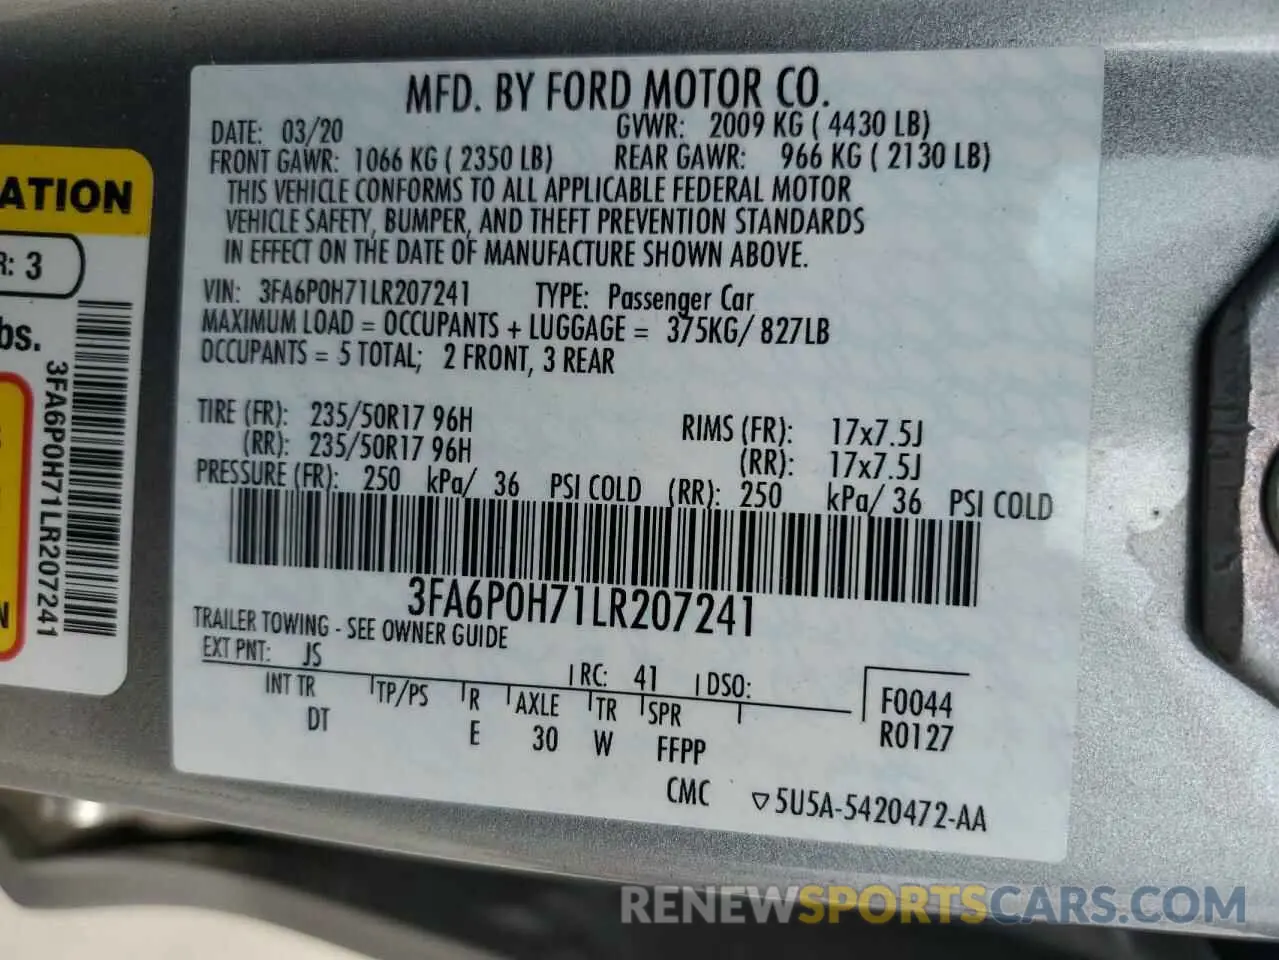 MFD. BY FORD MOTOR CO.
DATE: 03/20 GVWR: 2009 KG ( 4430 LB)
FRONT GAWR: 1066 KG ( 2350 LB) REAR GAWR: 966 KG ( 2130 LB)
THIS VEHICLE CONFORMS TO ALL APPLICABLE FEDERAL MOTOR
VEHICLE SAFETY, BUMPER, AND THEFT PREVENTION STANDARDS
IN EFFECT ON THE DATE OF MANUFACTURE SHOWN ABOVE.
VIN: 3FA6P0H71LR207241 TYPE: Passenger Car
MAXIMUM LOAD = OCCUPANTS + LUGGAGE = 375KG/ 827LB
OCCUPANTS = 5 TOTAL; 2 FRONT, 3 REAR
TIRE (FR): 235/50R17 96H RIMS (FR): 17x7.5J
(RR): 235/50R17 96H (RR): 17x7.5J
PRESSURE (FR): 250 kPa/ 36 PSI COLD (RR): 250 kPa/ 36 PSI COLD
3FA6P0H71LR207241
TRAILER TOWING - SEE OWNER GUIDE
EXT PNT: JS RC: 41 DSO:
INT TR TP/PS R AXLE TR SPR F0044
DT E 30 W FFPP R0127
CMC 5U5A-5420472-AA
ATION
R: 3
bs.
3FA6P0H71LR207241
N
RENEWSPORTSCARS.COM